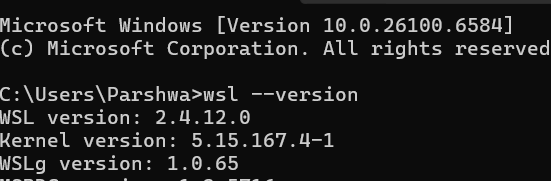 Microsoft Windows [Version 10.0.26100.6584]
(c) Microsoft Corporation. All rights reserved
C:\Users\Parshwa>wsl --version
WSL version: 2.4.12.0
Kernel version: 5.15.167.4-1
WSLg version: 1.0.65